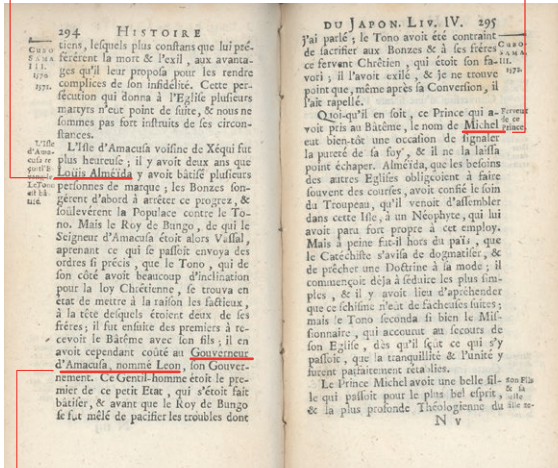 294 HISTOIRE
tiens, lesquels plus constans que lui pré-
férérent la mort & l'exil, aux avanta-
ges qu'il leur proposa pour les rendre
complices de son infidélité. Cette per-
sécution qui donna à l'Eglise plusieurs
martyrs n'eut point de suite, & nous ne
sommes pas fort instruits de ses circon-
stances.
L'Isle d'Amacusa voisine de Xéqui fut
plus heureuse ; il y avoit deux ans que
Loüis Alméïda y avoit bâtisé plusieurs
personnes de marque ; les Bonzes son-
gérent d'abord à arrêter ce progrez, &
soûlevérent la Populace contre le To-
no. Mais le Roy de Bungo, de qui le
Seigneur d'Amacusa étoit alors Vassal,
aprenant ce qui se passoit envoya des
ordres si précis, que le Tono, qui de
son côté avoit beaucoup d'inclination
pour la loy Chrétienne, se trouva en
état de mettre à la raison les factieux,
à la tête desquels étoient deux de ses
fréres ; il fut ensuite des premiers à re-
cevoit le Bâtême avec son fils ; il en
avoit cependant coûté au Gouverneur
d'Amacusa, nommé Leon, son Gouver-
nement. Ce Gentil-homme étoit le pre-
mier de ce petit Etat, qui s'étoit fait
bâtiser, & avant que le Roy de Bungo
se fut mêlé de pacifier les troubles dont
CHRO
SAMA
III.
1570
1571.
L'Isle
d'Ama-
cusa re
Le Tono
est bâ-
tisé.
DU JAPON. LIV. IV. 295
j'ai parlé ; le Tono avoit été contraint
de sacrifier aux Bonzes & à ses fréres
ce fervent Chrétien, qui étoit son fa-
vori ; il l'avoit exilé, & je ne trouve
point que, même après sa Conversion, il
l'ait rapellé.
Quoi-qu'il en soit, ce Prince qui a-
voit pris au Bâtême, le nom de Michel
eut bien-tôt une occasion de signaler
la pureté de sa foy, & il ne la laissa
point échaper. Alméïda, que les besoins
des autres Eglises obligeoient à faire
souvent des courses, avoit confié le soin
du Troupeau, qu'il venoit d'assembler
dans cette Isle, à un Néophyte, qui lui
avoit paru fort propre à cet employ.
Mais à peine fut-il hors du païs, que
le Catéchiste s'avisa de dogmatiser, &
de prêcher une Doctrine à sa mode ; il
commençoit déja à séduire les plus sim-
ples, & il y avoit lieu d'apréhender
que ce schisme n'eut de fâcheuses suites ;
mais le Tono seconda si bien le Mis-
sionnaire, qui accourut au secours de
son Eglise, dès qu'il sçût ce qui s'y
passoit, que la tranquillité & l'unité y
furent parfaitement rétablies.
Le Prince Michel avoit une belle fil-
le qui passoit pour le plus bel esprit,
& la plus profonde Théologienne du
N v
CHRO
SAMA.
III.
1572.
Ferveur
de ce
Prince.
Son Fils
& sa